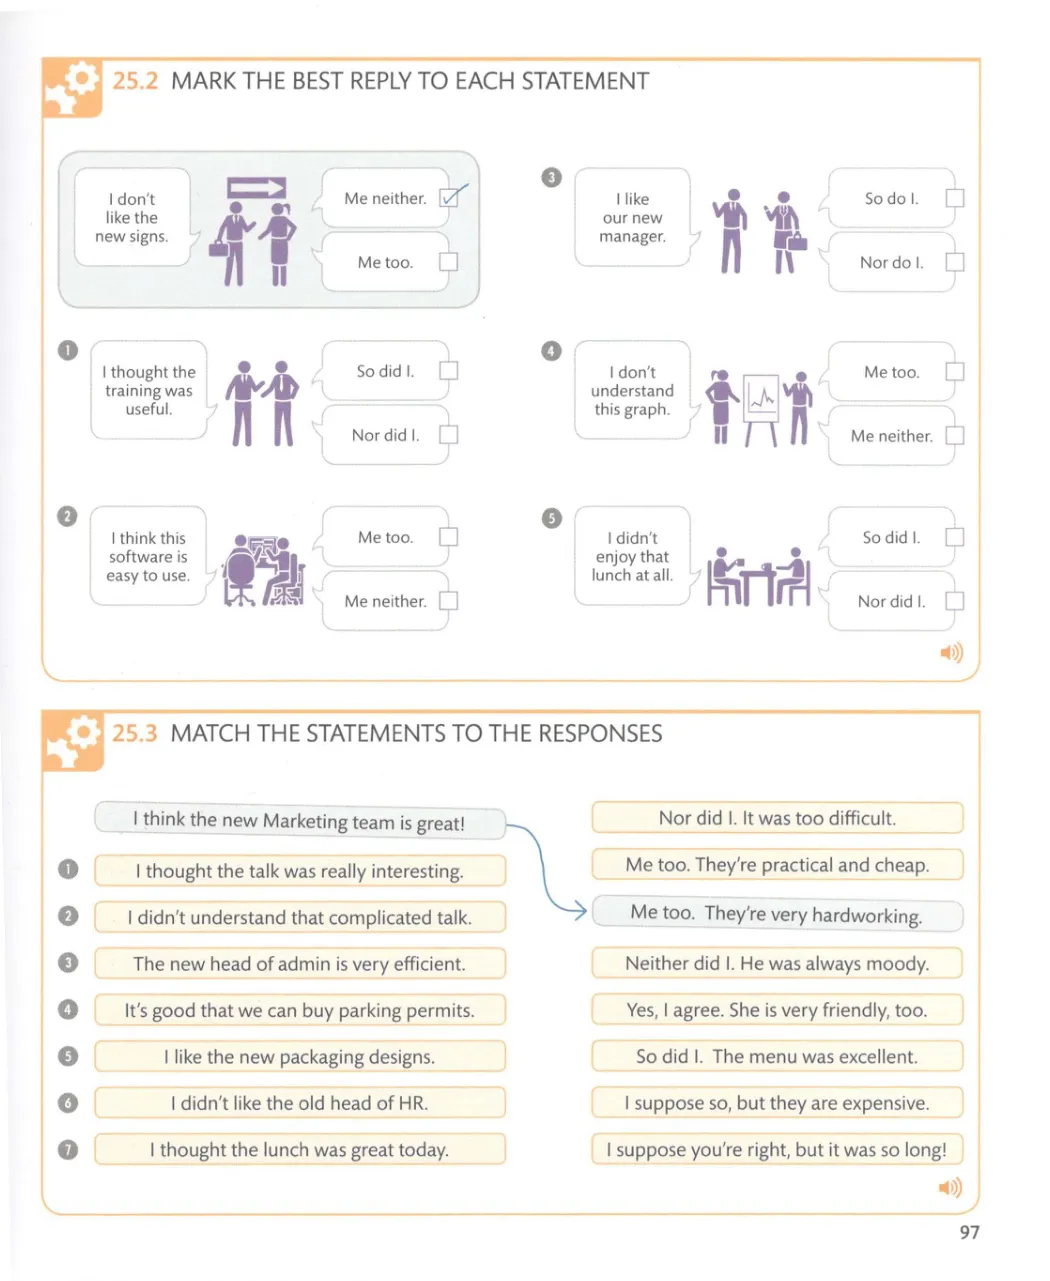 25.2 MARK THE BEST REPLY TO EACH STATEMENT
I don't
like the
new signs.
Me neither.
Me too.
1
I thought the
training was
useful.
So did I.
Nor did I.
2
I think this
software is
easy to use.
Me too.
Me neither.
3
I like
our new
manager.
So do I.
Nor do I.
4
I don't
understand
this graph.
Me too.
Me neither.
5
I didn't
enjoy that
lunch at all.
So did I.
Nor did I.
25.3 MATCH THE STATEMENTS TO THE RESPONSES
I think the new Marketing team is great!
1 I thought the talk was really interesting.
2 I didn't understand that complicated talk.
3 The new head of admin is very efficient.
4 It's good that we can buy parking permits.
5 I like the new packaging designs.
6 I didn't like the old head of HR.
7 I thought the lunch was great today.
Nor did I. It was too difficult.
Me too. They're practical and cheap.
Me too. They're very hardworking.
Neither did I. He was always moody.
Yes, I agree. She is very friendly, too.
So did I. The menu was excellent.
I suppose so, but they are expensive.
I suppose you're right, but it was so long!
97